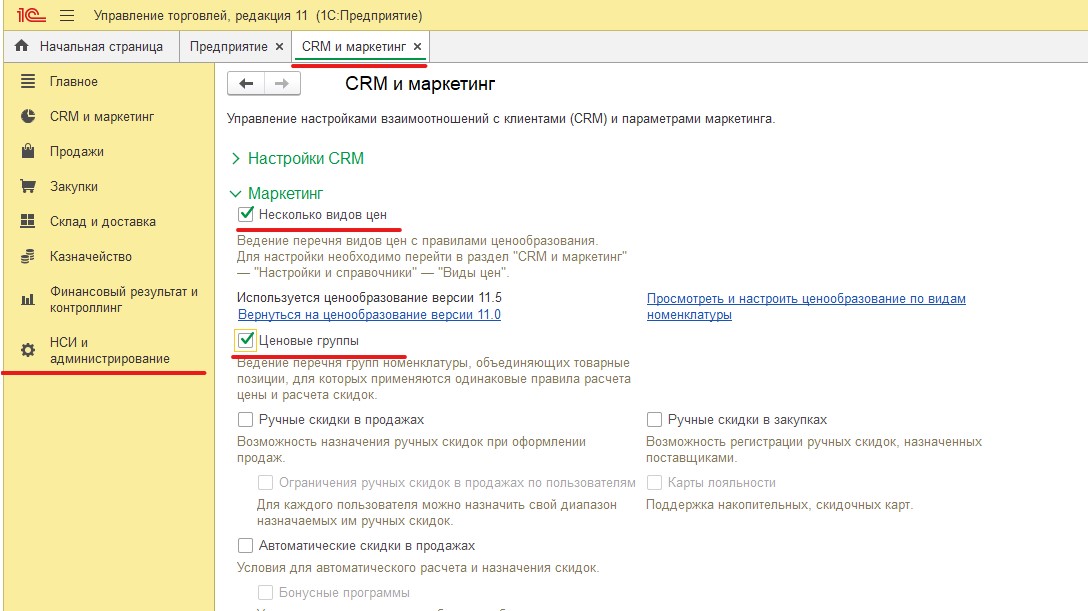 1С Управление торговлей, редакция 11 (1С:Предприятие)
Начальная страница Предприятие × CRM и маркетинг ×
Главное
CRM и маркетинг
Продажи
Закупки
Склад и доставка
Казначейство
Финансовый результат и
контроллинг
НСИ и
администрирование
CRM и маркетинг
Управление настройками взаимоотношений с клиентами (CRM) и параметрами маркетинга.
Настройки CRM
Маркетинг
Несколько видов цен
Ведение перечня видов цен с правилами ценообразования.
Для настройки необходимо перейти в раздел "CRM и маркетинг"
— "Настройки и справочники" — "Виды цен".
Используется ценообразование версии 11.5
Вернуться на ценообразование версии 11.0
Просмотреть и настроить ценообразование по видам
номенклатуры
Ценовые группы
Ведение перечня групп номенклатуры, объединяющих товарные
позиции, для которых применяются одинаковые правила расчета
цены и расчета скидок.
Ручные скидки в продажах
Возможность назначения ручных скидок при оформлении
продаж.
Ручные скидки в закупках
Возможность регистрации ручных скидок, назначенных
поставщиками.
Ограничения ручных скидок в продажах по пользователям
Для каждого пользователя можно назначить свой диапазон
назначаемых им ручных скидок.
Карты лояльности
Поддержка накопительных, скидочных карт.
Автоматические скидки в продажах
Условия для автоматического расчета и назначения скидок.
Бонусные программы